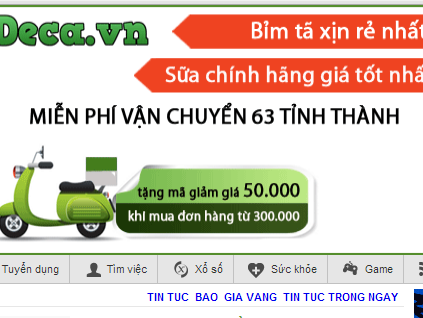 Deca.vn
Bỉm tã xịn rẻ nhất
Sữa chính hãng giá tốt nhấ
MIỄN PHÍ VẬN CHUYỂN 63 TỈNH THÀNH
tặng mã giảm giá 50.000
khi mua đơn hàng từ 300.000
Tuyển dụng Tìm việc Xổ số Sức khỏe Game
TIN TUC BAO GIA VANG TIN TUC TRONG NGAY